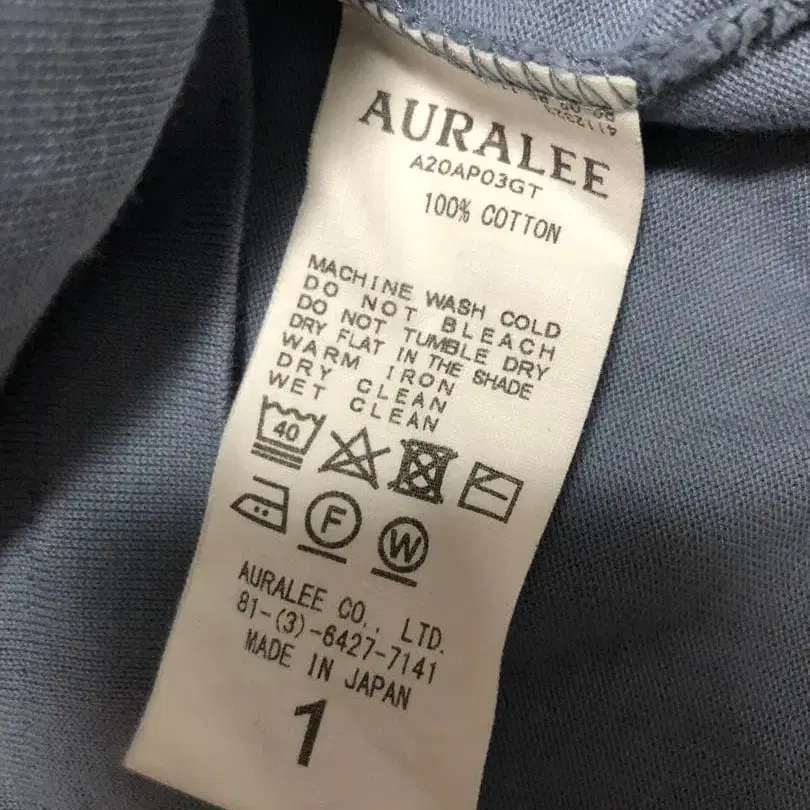 AURALEE
A20AP03GT
100% COTTON
MACHINE WASH COLD
DO NOT BLEACH
DO NOT TUMBLE DRY
DRY FLAT IN THE SHADE
WARM IRON
DRY CLEAN
WET CLEAN
40
F
W
AURALEE CO., LTD.
81-(3)-6427-7141
MADE IN JAPAN
1